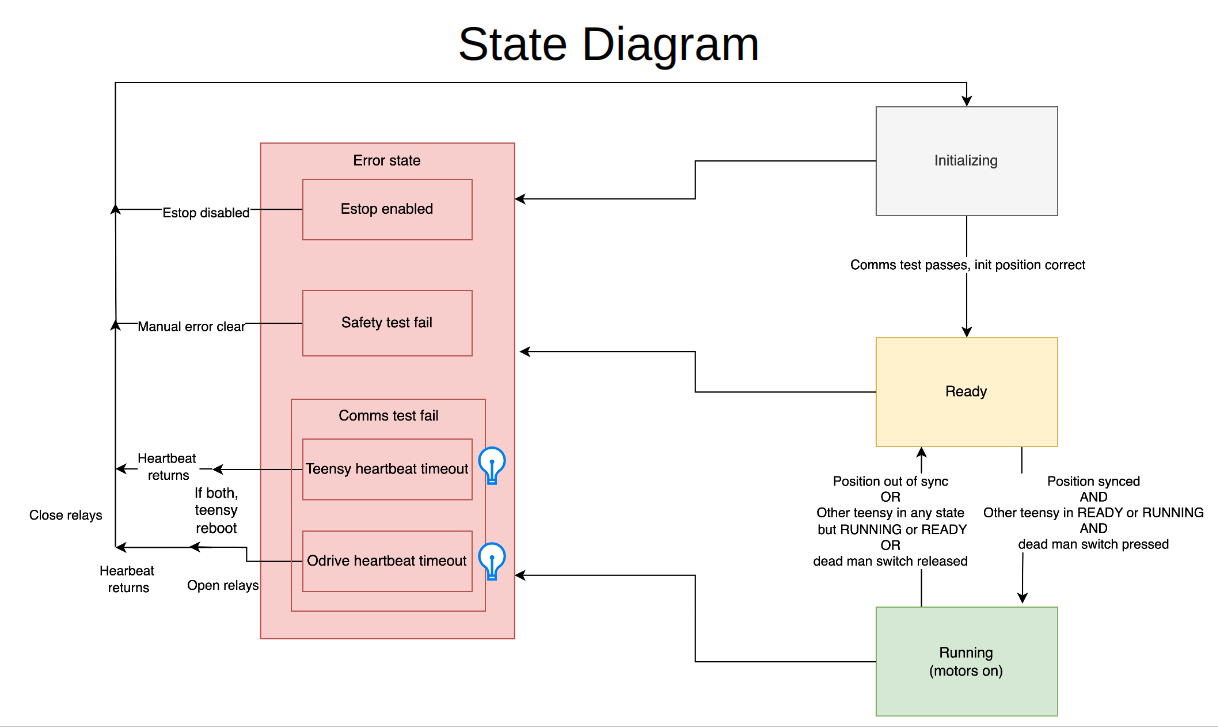 State Diagram
Initializing
Error state
Estop enabled
Estop disabled
Comms test passes, init position correct
Safety test fail
Manual error clear
Ready
Comms test fail
Heartbeat
returns
Teensy heartbeat timeout
If both,
teensy
reboot
Close relays
Position out of sync
OR
Other teensy in any state
but RUNNING or READY
OR
dead man switch released
Position synced
AND
Other teensy in READY or RUNNING
AND
dead man switch pressed
Odrive heartbeat timeout
Hearbeat
returns
Open relays
Running
(motors on)